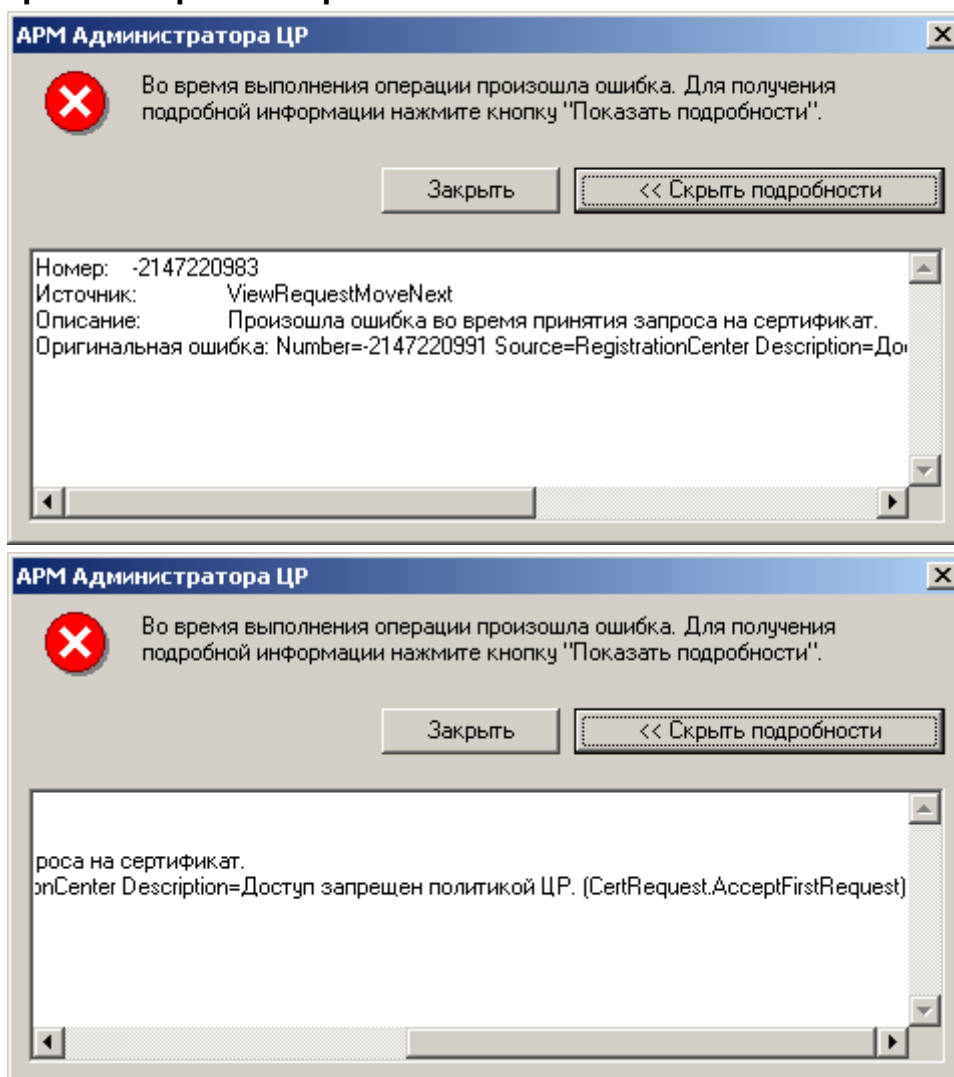 АРМ Администратора ЦР
Во время выполнения операции произошла ошибка. Для получения
подробной информации нажмите кнопку "Показать подробности".
Закрыть
<< Скрыть подробности
Номер: -2147220983
Источник: ViewRequestMoveNext
Описание: Произошла ошибка во время принятия запроса на сертификат.
Оригинальная ошибка: Number=-2147220991 Source=RegistrationCenter Description=До
АРМ Администратора ЦР
Во время выполнения операции произошла ошибка. Для получения
подробной информации нажмите кнопку "Показать подробности".
Закрыть
<< Скрыть подробности
роса на сертификат.
onCenter Description=Доступ запрещен политикой ЦР. (CertRequest.AcceptFirstRequest)